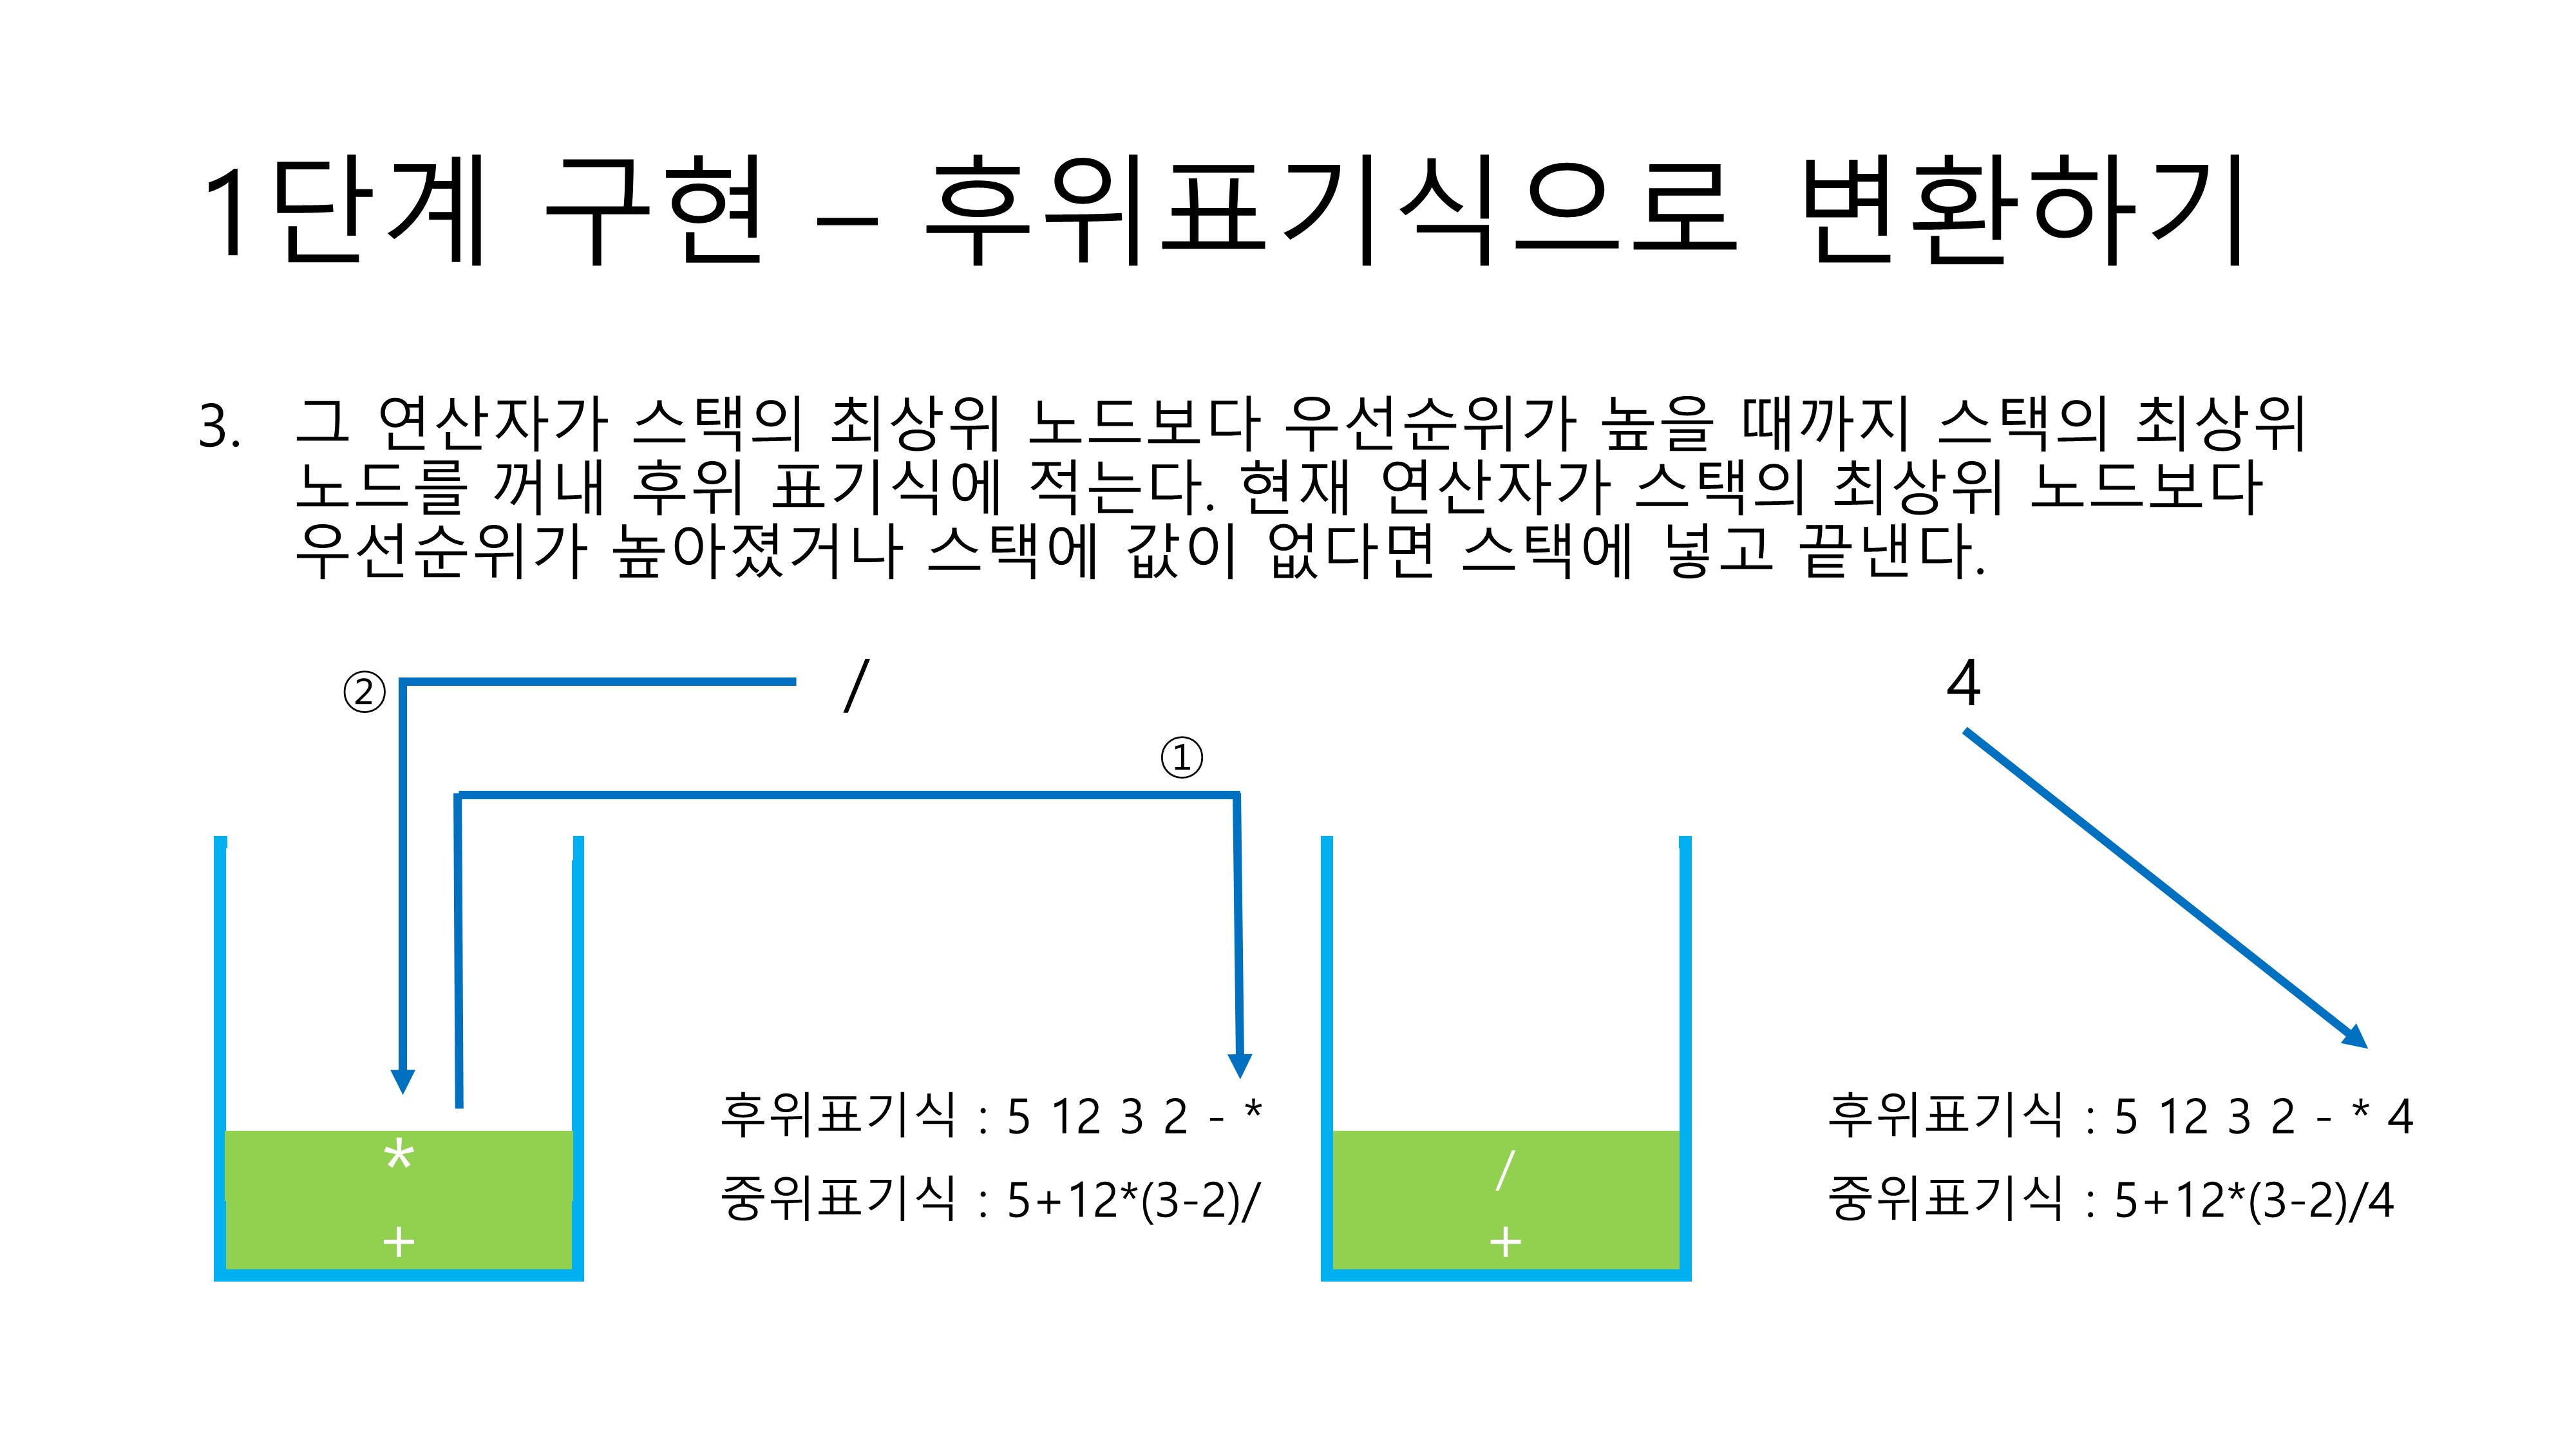 1단계 구현 – 후위표기식으로 변환하기
3. 그 연산자가 스택의 최상위 노드보다 우선순위가 높을 때까지 스택의 최상위
노드를 꺼내 후위 표기식에 적는다. 현재 연산자가 스택의 최상위 노드보다
우선순위가 높아졌거나 스택에 값이 없다면 스택에 넣고 끝낸다.
② /
4
①
*
+
후위표기식 : 5 12 3 2 - *
중위표기식 : 5+12*(3-2)/
/
+
후위표기식 : 5 12 3 2 - * 4
중위표기식 : 5+12*(3-2)/4